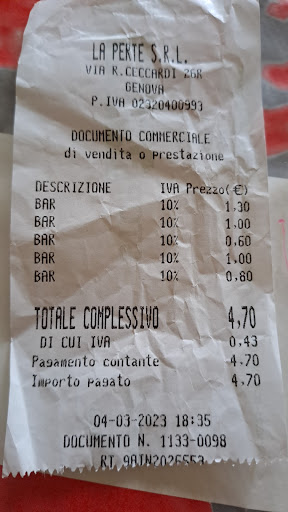 LA PERTE S.R.L.
VIA R.CECCARDI 26R
GENOVA
P.IVA 02320400993
DOCUMENTO COMMERCIALE
di vendita o prestazione
DESCRIZIONE IVA Prezzo(€)
BAR 10% 1,30
BAR 10% 1,00
BAR 10% 0,60
BAR 10% 1,00
BAR 10% 0,80
TOTALE COMPLESSIVO 4,70
DI CUI IVA 0,43
Pagamento contante 4,70
Importo pagato 4,70
04-03-2023 18:35
DOCUMENTO N. 1133-0098
RT